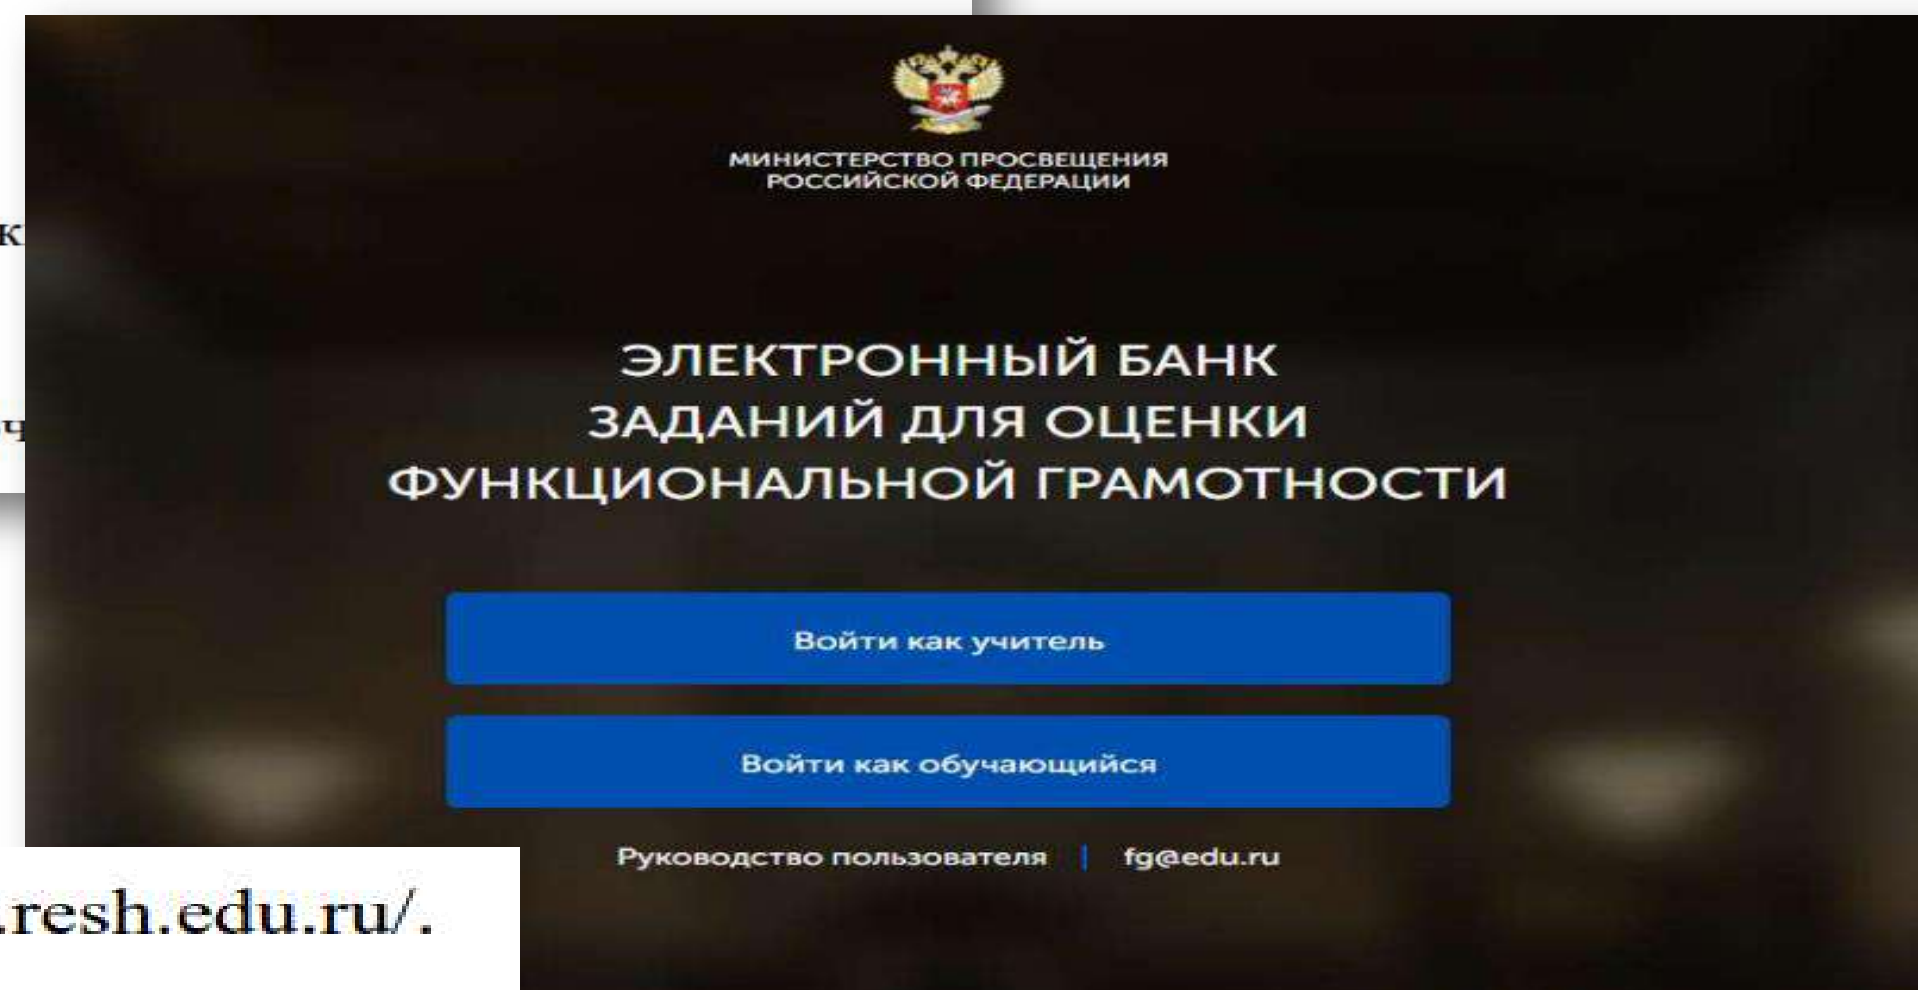 МИНИСТЕРСТВО ПРОСВЕЩЕНИЯ
РОССИЙСКОЙ ФЕДЕРАЦИИ
ЭЛЕКТРОННЫЙ БАНК
ЗАДАНИЙ ДЛЯ ОЦЕНКИ
ФУНКЦИОНАЛЬНОЙ ГРАМОТНОСТИ
Войти как учитель
Войти как обучающийся
Руководство пользователя | fg@edu.ru
.resh.edu.ru/.